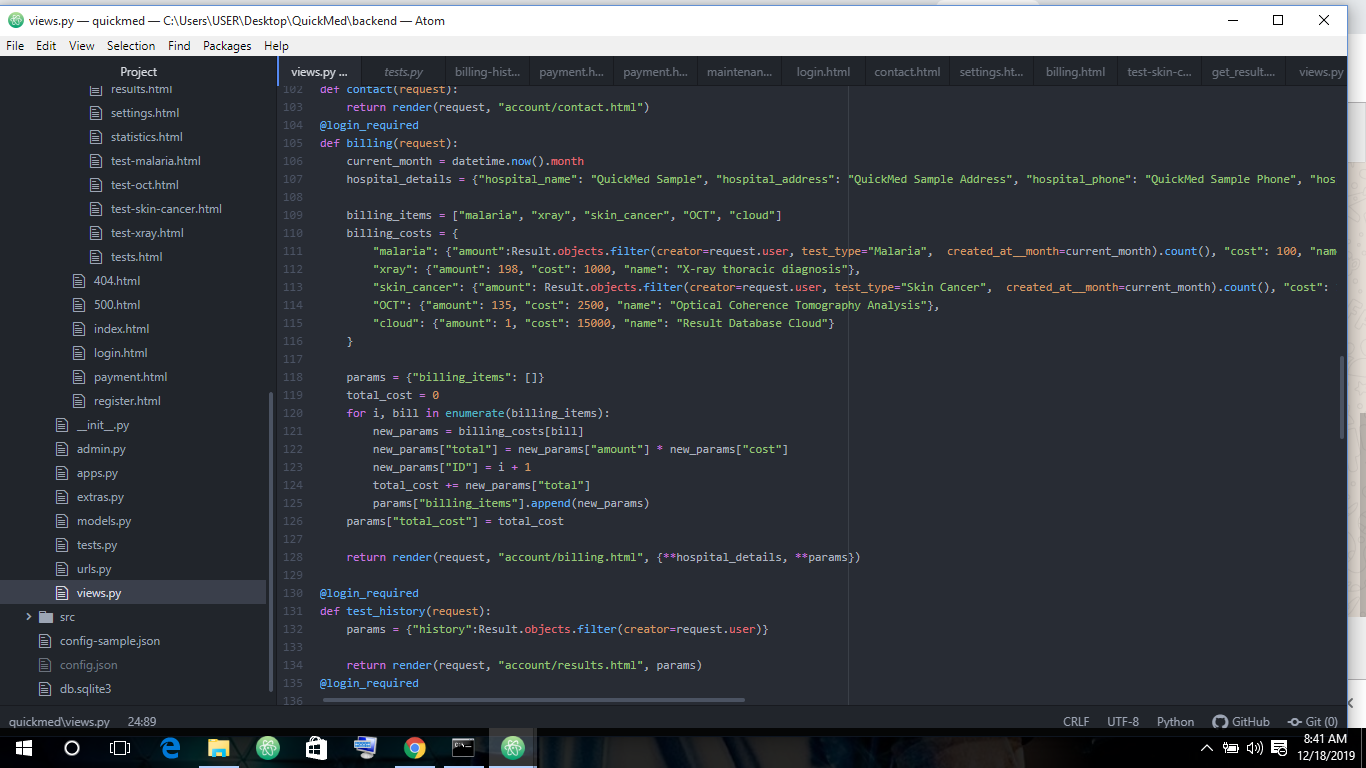 views.py — quickmed — C:\Users\USER\Desktop\QuickMed\backend — Atom
File Edit View Selection Find Packages Help
Project
results.html
settings.html
statistics.html
test-malaria.html
test-oct.html
test-skin-cancer.html
test-xray.html
tests.html
404.html
500.html
index.html
login.html
payment.html
register.html
__init__.py
admin.py
apps.py
extras.py
models.py
tests.py
urls.py
views.py
src
config-sample.json
config.json
db.sqlite3
views.py ... tests.py billing-hist... payment.h... payment.h... maintenan... login.html contact.html settings.ht... billing.html test-skin-c... get_result.... views.py
102 def contact(request):
103     return render(request, "account/contact.html")
104 @login_required
105 def billing(request):
106     current_month = datetime.now().month
107     hospital_details = {"hospital_name": "QuickMed Sample", "hospital_address": "QuickMed Sample Address", "hospital_phone": "QuickMed Sample Phone", "hos
108
109     billing_items = ["malaria", "xray", "skin_cancer", "OCT", "cloud"]
110     billing_costs = {
111         "malaria": {"amount":Result.objects.filter(creator=request.user, test_type="Malaria",  created_at__month=current_month).count(), "cost": 100, "nam
112         "xray": {"amount": 198, "cost": 1000, "name": "X-ray thoracic diagnosis"},
113         "skin_cancer": {"amount": Result.objects.filter(creator=request.user, test_type="Skin Cancer",  created_at__month=current_month).count(), "cost":
114         "OCT": {"amount": 135, "cost": 2500, "name": "Optical Coherence Tomography Analysis"},
115         "cloud": {"amount": 1, "cost": 15000, "name": "Result Database Cloud"}
116     }
117
118     params = {"billing_items": []}
119     total_cost = 0
120     for i, bill in enumerate(billing_items):
121         new_params = billing_costs[bill]
122         new_params["total"] = new_params["amount"] * new_params["cost"]
123         new_params["ID"] = i + 1
124         total_cost += new_params["total"]
125         params["billing_items"].append(new_params)
126     params["total_cost"] = total_cost
127
128     return render(request, "account/billing.html", {**hospital_details, **params})
129
130 @login_required
131 def test_history(request):
132     params = {"history":Result.objects.filter(creator=request.user)}
133
134     return render(request, "account/results.html", params)
135 @login_required
136
quickmed\views.py 24:89 CRLF UTF-8 Python GitHub Git (0)
8:41 AM
12/18/2019